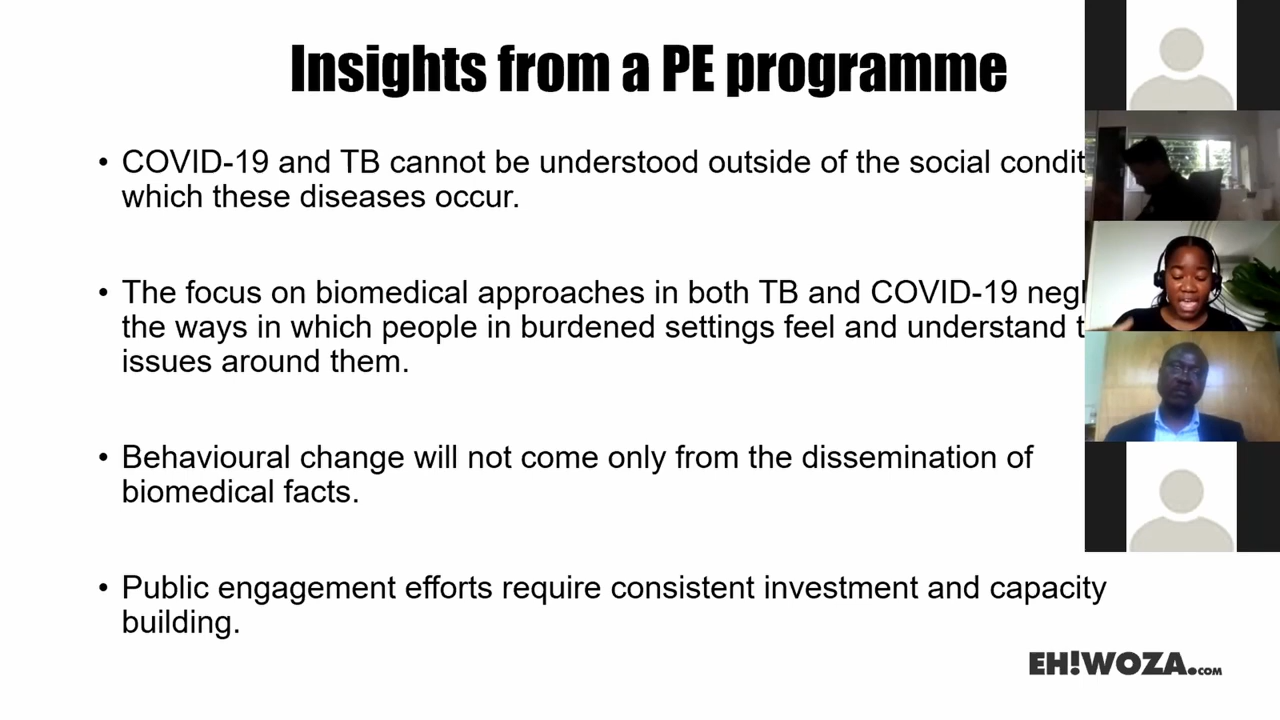 Insights from a PE programme
• COVID-19 and TB cannot be understood outside of the social
which these diseases occur.
• The focus on biomedical approaches in both TB and COVID-19
the ways in which people in burdened settings feel and understand
issues around them.
• Behavioural change will not come only from the dissemination of
biomedical facts.
• Public engagement efforts require consistent investment and capacity
building.
EH!WOZA.COM